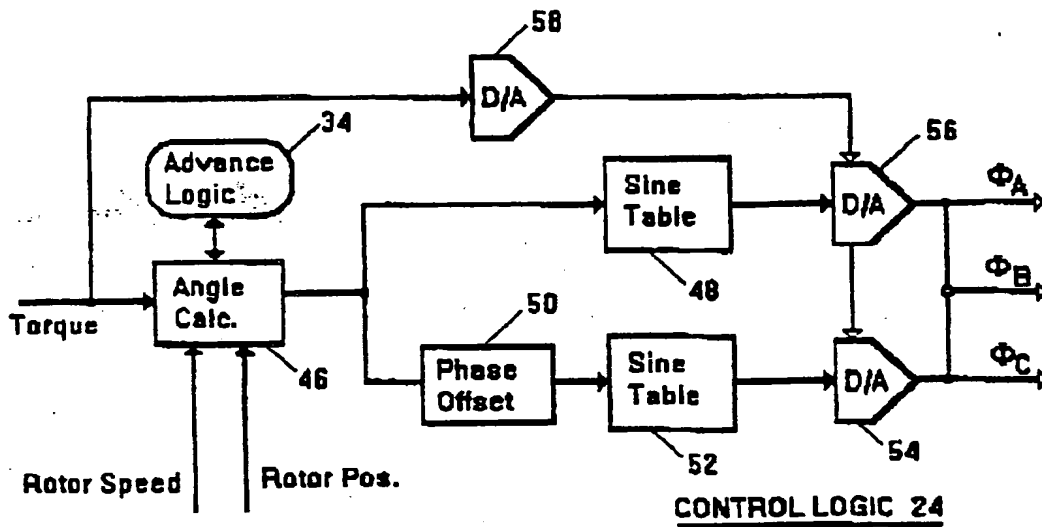 58
D/A
34
Advance
Logic
56
Sine
Table
D/A
ΦA
48
Torque
Angle
Calc.
ΦB
50
46
Phase
Offset
Sine
Table
D/A
ΦC
52
54
Rotor Speed
Rotor Pos.
CONTROL LOGIC 24